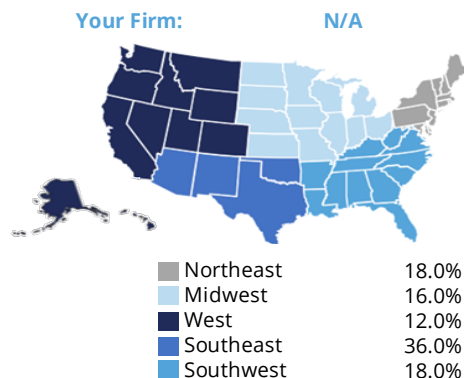 Your Firm: N/A
Northeast 18.0%
Midwest 16.0%
West 12.0%
Southeast 36.0%
Southwest 18.0%